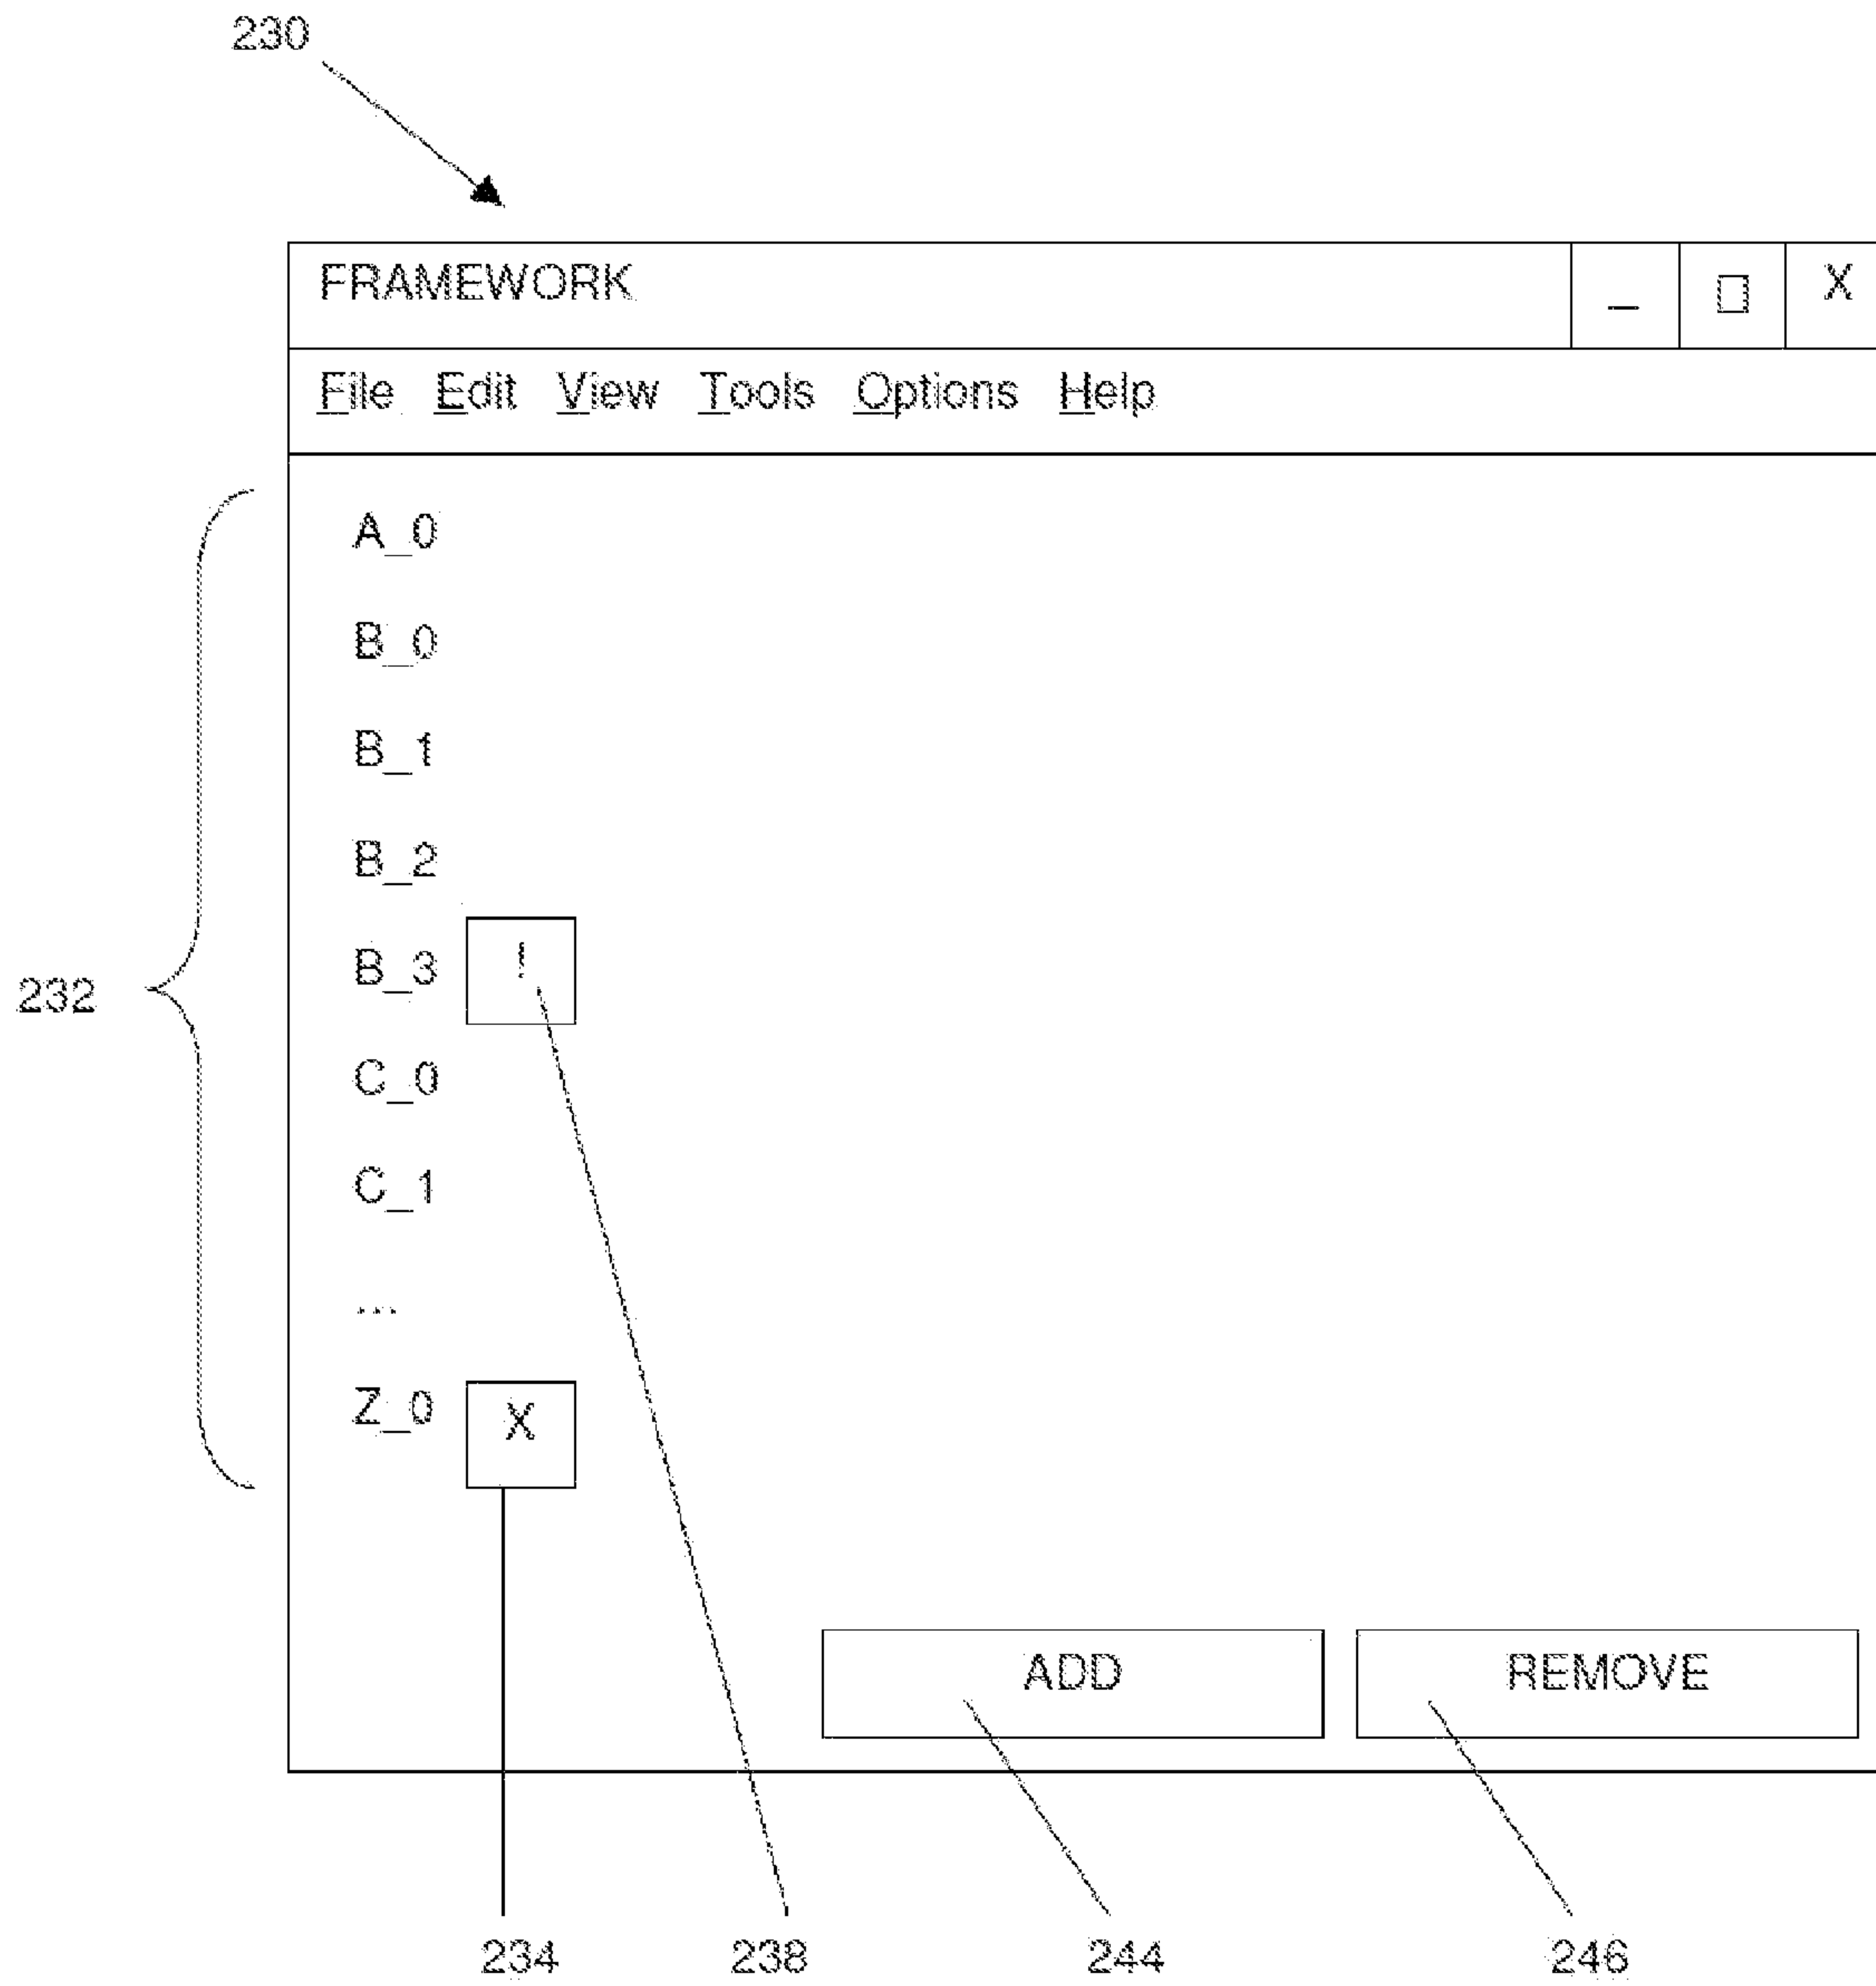 230
FRAMEWORK _ □ X
File Edit View Tools Options Help
A_0
B_0
B_1
B_2
B_3 !
232
C_0
C_1
...
Z_0 X
ADD REMOVE
234 238 244 246